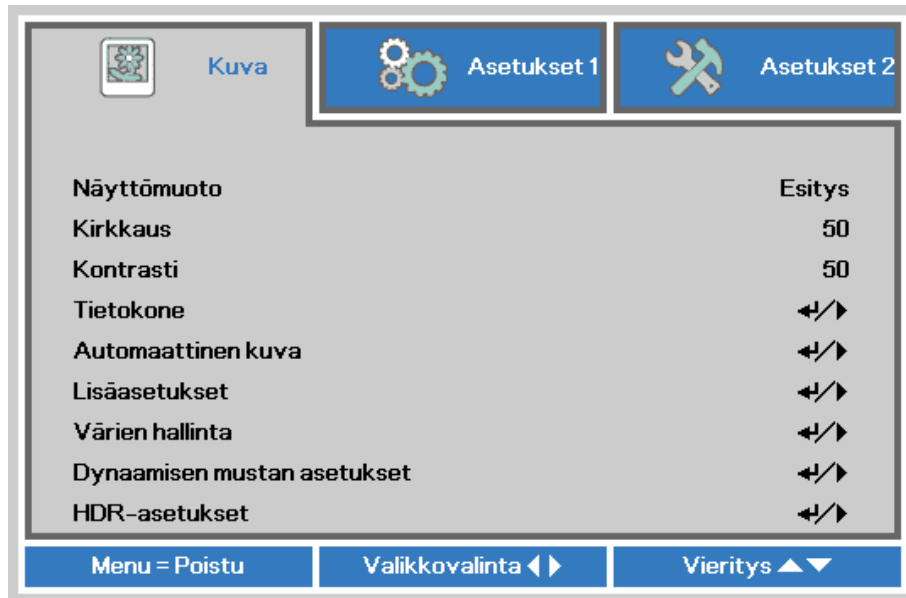 Kuva
Asetukset 1
Asetukset 2
Näyttömuoto Esitys
Kirkkaus 50
Kontrasti 50
Tietokone
Automaattinen kuva
Lisäasetukset
Värien hallinta
Dynaamisen mustan asetukset
HDR-asetukset
Menu = Poistu
Valikkovalinta
Vieritys